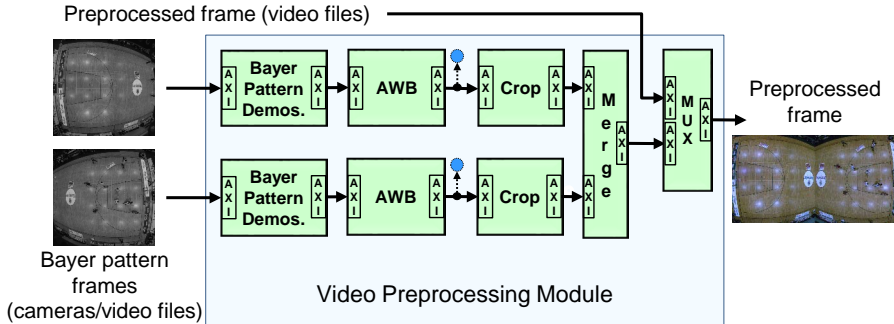 Preprocessed frame (video files)
AXI
Bayer
Pattern
Demos.
AXI
AXI
AWB
AXI
AXI
Crop
AXI
AXI
Merge
AXI
AXI
AXI
MUX
AXI
Preprocessed
frame
AXI
Bayer
Pattern
Demos.
AXI
AXI
AWB
AXI
AXI
Crop
AXI
AXI
Bayer pattern
frames
(cameras/video files)
Video Preprocessing Module